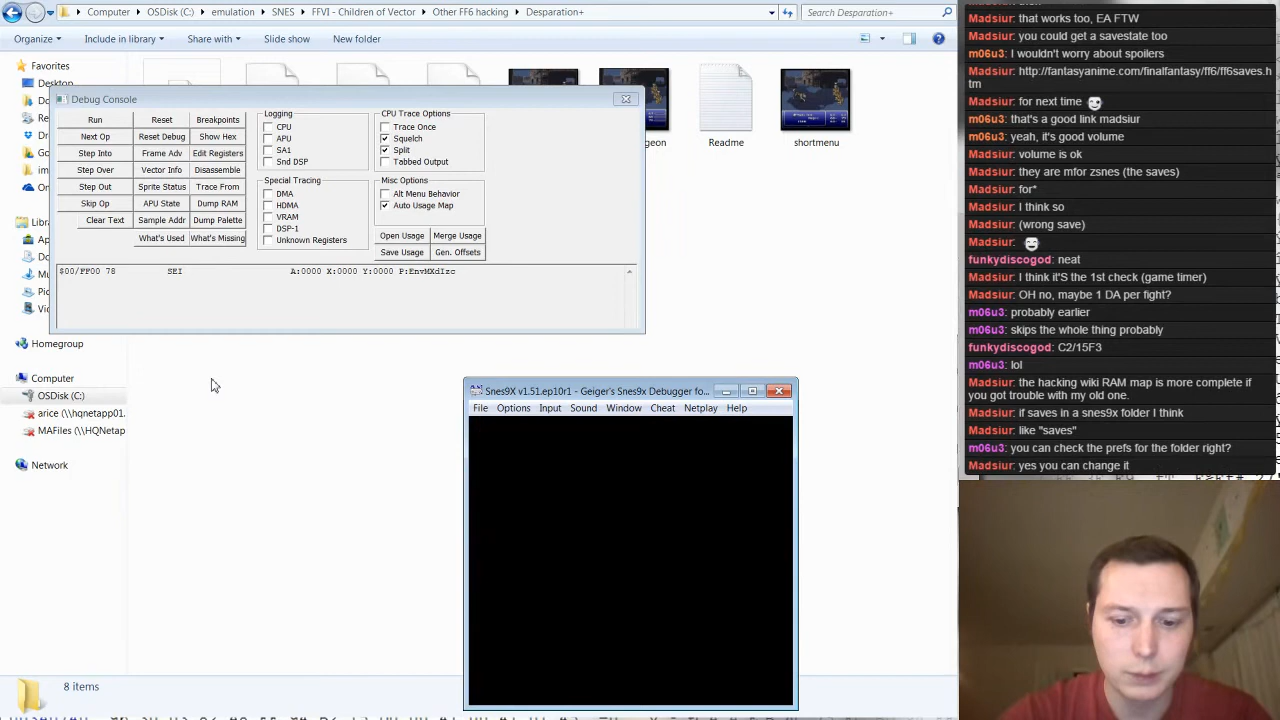 OSDisk (C:) ▸ emulation ▸ SNES ▸ FFVI - Children of Vector ▸ Other FF6 hacking ▸ Desparation+
Search Desparation+
Organize
Include in library
Share with
Slide show
New
Favorites
Desktop
Libra
Homegroup
Computer
OSDisk (C:)
arice (\\hqnetapp01.
MAFiles (\\HQNetap
Network
Readme
shortmenu
8 items
Debug Console
Run
Reset
Breakpoints
Next Op
Reset Debug
Show Hex
Step Into
Frame Adv
Edit Registers
Step Over
Vector Info
Disassemble
Step Out
Sprite Status
Trace From
Skip Op
APU State
Dump RAM
Clear Text
Sample Addr
Dump Palette
What's Used
What's Missing
Logging
CPU
APU
SA1
SDD DSP
Misc Tracing
DMA
HDMA
VRAM
DSP-1
Unknown Registers
CPU Trace Options
Trace Once
Squelch
Split
Tabbed Output
Misc Options
Alt Menu Behavior
Auto Usage Map
Open Usage
Merge Usage
Save Usage
Gen. Offsets
$00/FF00 78 SEI A:0000 X:0000 Y:0000 P:EnvMXdIzc
Snes9X v1.51.ep10r1 - Geiger's Snes9x Debugger fo...
File
Options
Input
Sound
Window
Cheat
Netplay
Help
Madsiur: that works too, EA FTW
Madsiur: you could get a savestate too
m06u3: I wouldn't worry about spoilers
Madsiur: http://fantasyanime.com/finalfantasy/ff6/ff6saves.h
tm
Madsiur: for next time
m06u3: that's a good link madsiur
m06u3: yeah, it's good volume
Madsiur: volume is ok
Madsiur: they are mfor zsnes (the saves)
Madsiur: for*
Madsiur: I think so
Madsiur: (wrong save)
Madsiur:
funkydiscogod: neat
Madsiur: I think it'S the 1st check (game timer)
Madsiur: OH no, maybe 1 DA per fight?
m06u3: probably earlier
m06u3: skips the whole thing probably
funkydiscogod: C2/15F3
m06u3: lol
Madsiur: the hacking wiki RAM map is more complete if
you got trouble with my old one.
Madsiur: if saves in a snes9x folder I think
Madsiur: like "saves"
m06u3: you can check the prefs for the folder right?
Madsiur: yes you can change it